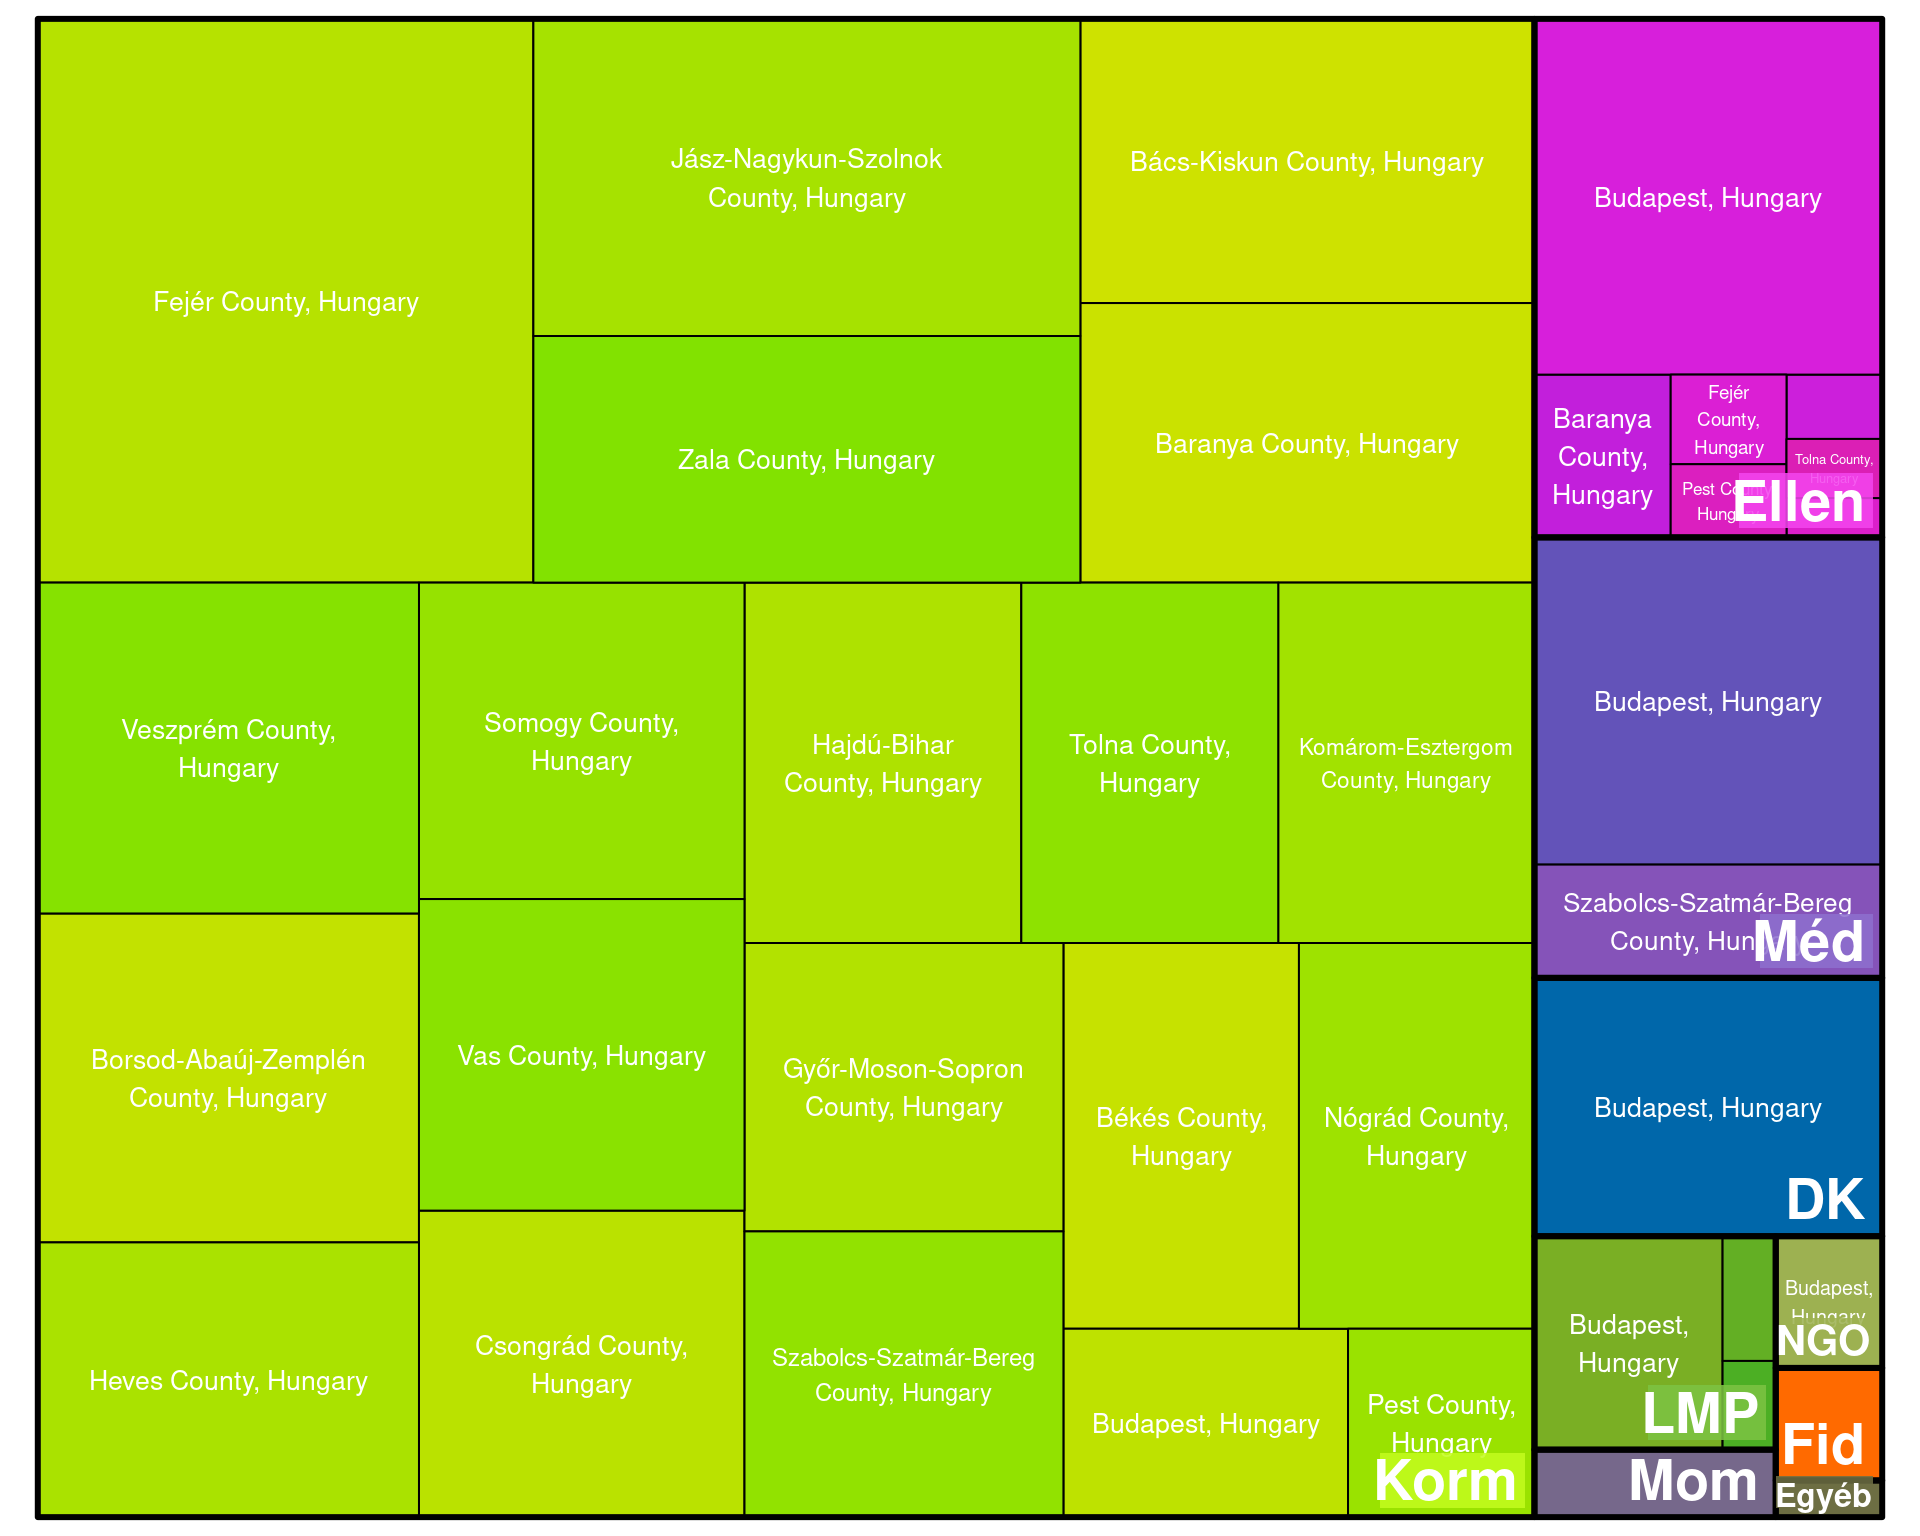 Fejér County, Hungary
Jász-Nagykun-Szolnok
County, Hungary
Zala County, Hungary
Bács-Kiskun County, Hungary
Baranya County, Hungary
Veszprém County,
Hungary
Borsod-Abaúj-Zemplén
County, Hungary
Heves County, Hungary
Somogy County,
Hungary
Vas County, Hungary
Csongrád County,
Hungary
Hajdú-Bihar
County, Hungary
Tolna County,
Hungary
Komárom-Esztergom
County, Hungary
Győr-Moson-Sopron
County, Hungary
Szabolcs-Szatmár-Bereg
County, Hungary
Békés County,
Hungary
Nógrád County,
Hungary
Budapest, Hungary
Pest County,
Hungary
Korm
Budapest, Hungary
Baranya
County,
Hungary
Fejér
County,
Hungary
Pest County,
Hungary
Tolna County,
Hungary
Ellen
Budapest, Hungary
Szabolcs-Szatmár-Bereg
County, Hungary
Méd
Budapest, Hungary
DK
Budapest,
Hungary
LMP
Budapest,
Hungary
NGO
Fid
Mom
Egyéb